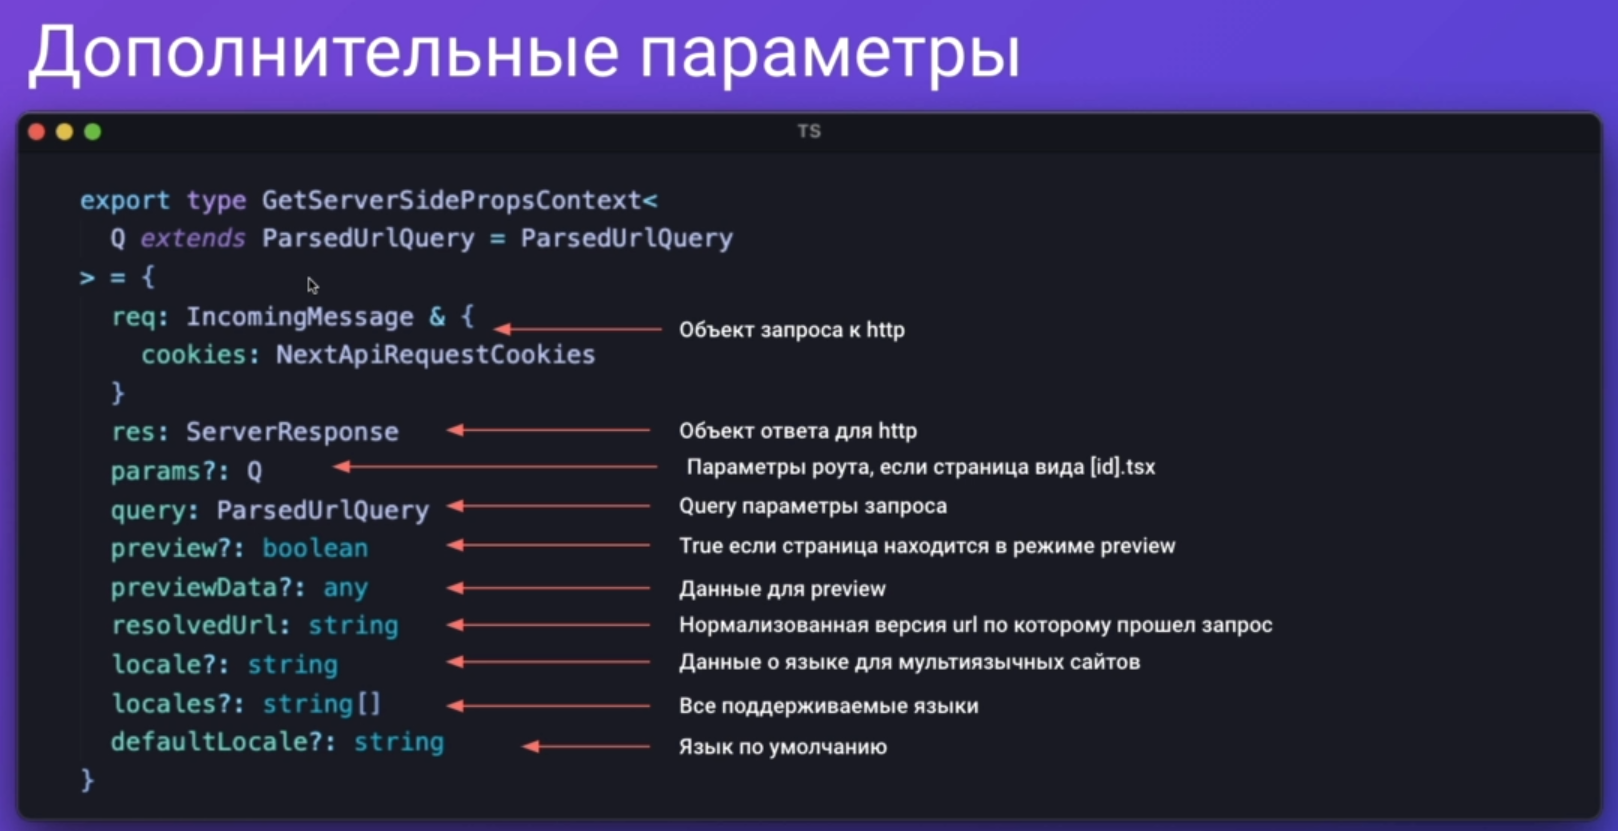 Дополнительные параметры
TS
export type GetServerSidePropsContext<
Q extends ParsedUrlQuery = ParsedUrlQuery
> = {
req: IncomingMessage & {
Объект запроса к http
cookies: NextApiRequestCookies
}
res: ServerResponse
Объект ответа для http
params?: Q
Параметры роута, если страница вида [id].tsx
query: ParsedUrlQuery
Query параметры запроса
preview?: boolean
True если страница находится в режиме preview
previewData?: any
Данные для preview
resolvedUrl: string
Нормализованная версия url по которому прошел запрос
locale?: string
Данные о языке для мультиязычных сайтов
locales?: string[]
Все поддерживаемые языки
defaultLocale?: string
Язык по умолчанию
}